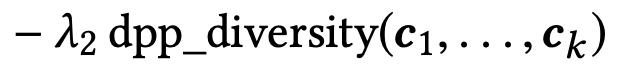 − λ₂ dpp_diversity(c₁, . . . , cₖ)